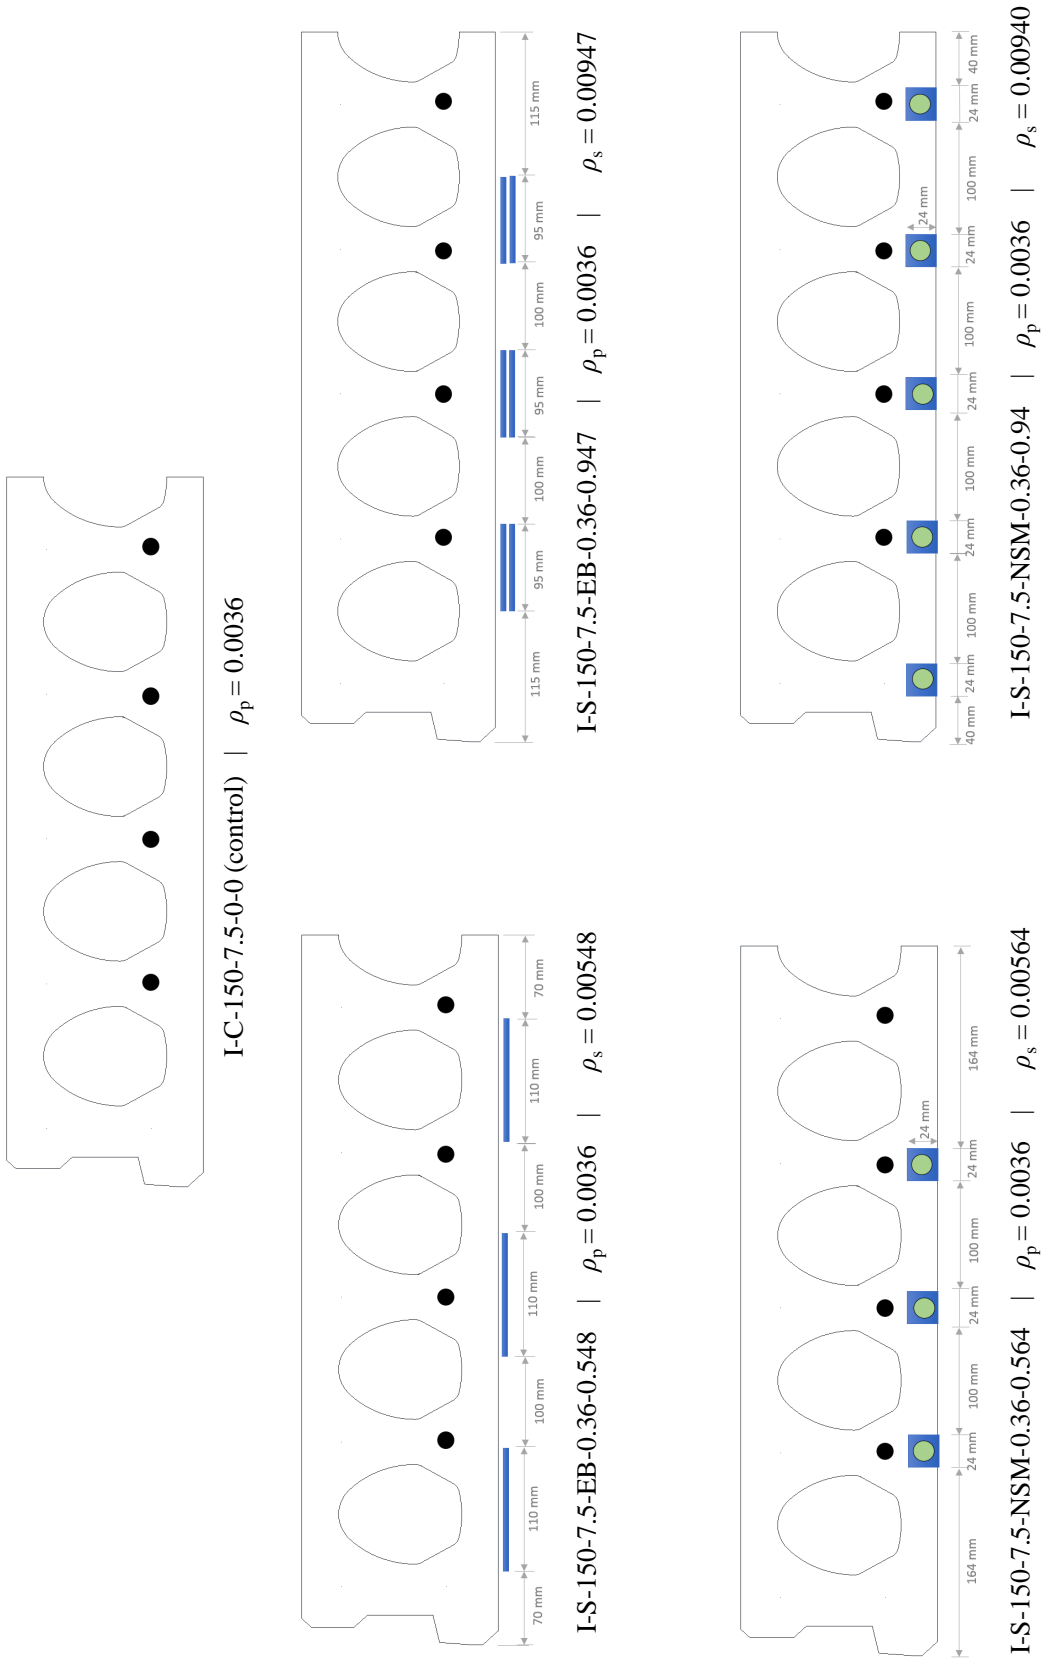 I-C-150-7.5-0-0 (control) | ρp = 0.0036
70 mm 110 mm 100 mm 110 mm 100 mm 110 mm 70 mm
I-S-150-7.5-EB-0.36-0.548 | ρp = 0.0036 | ρs = 0.00548
115 mm 95 mm 100 mm 95 mm 100 mm 95 mm 115 mm
I-S-150-7.5-EB-0.36-0.947 | ρp = 0.0036 | ρs = 0.00947
24 mm
164 mm 24 mm 100 mm 24 mm 100 mm 24 mm 164 mm
I-S-150-7.5-NSM-0.36-0.564 | ρp = 0.0036 | ρs = 0.00564
24 mm
40 mm 24 mm 100 mm 24 mm 100 mm 24 mm 100 mm 24 mm 100 mm 24 mm 40 mm
I-S-150-7.5-NSM-0.36-0.94 | ρp = 0.0036 | ρs = 0.00940